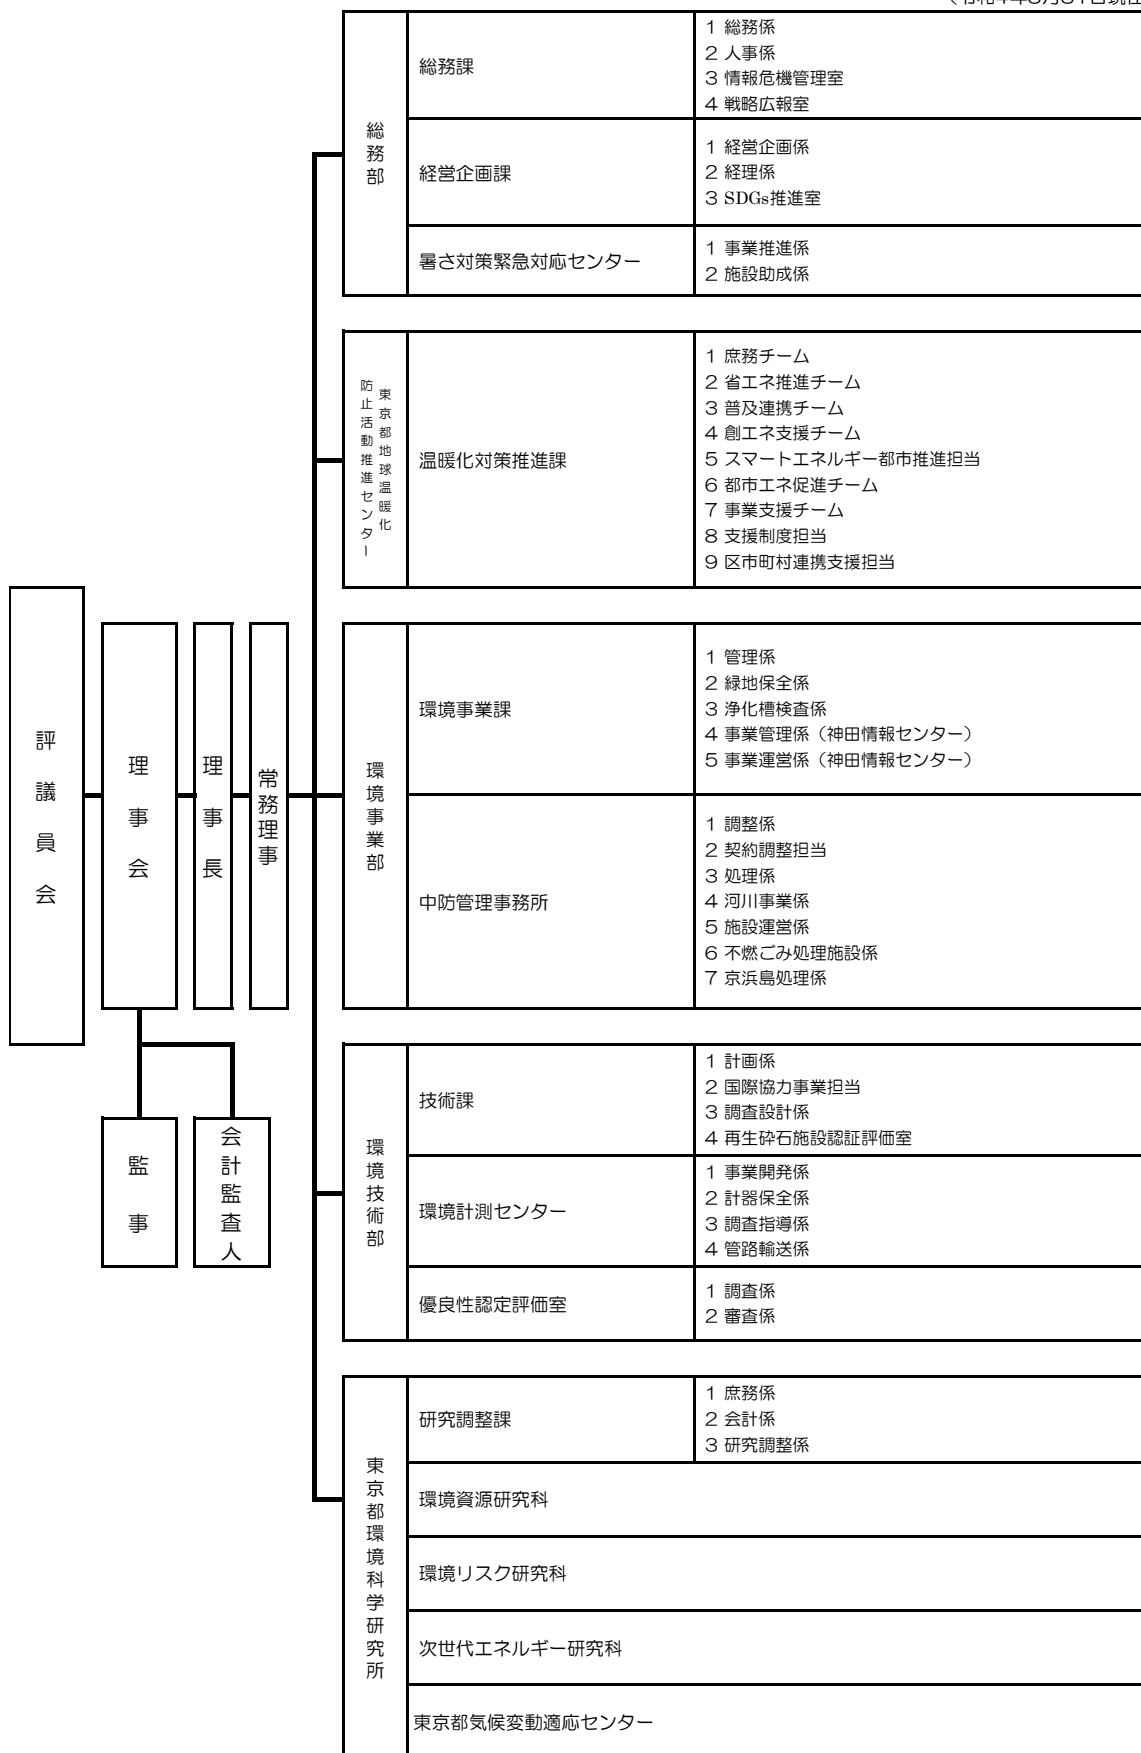 総務部
総務課
1 総務係
2 人事係
3 情報危機管理室
4 戦略広報室
経営企画課
1 経営企画係
2 経理係
3 SDGs推進室
暑さ対策緊急対応センター
1 事業推進係
2 施設助成係
東京都地球温暖化
防止活動推進センター
温暖化対策推進課
1 庶務チーム
2 省エネ推進チーム
3 普及連携チーム
4 創エネ支援チーム
5 スマートエネルギー都市推進担当
6 都市エネ促進チーム
7 事業支援チーム
8 支援制度担当
9 区市町村連携支援担当
評議員会
理事会
理事長
常務理事
監事
会計監査人
環境事業部
環境事業課
1 管理係
2 緑地保全係
3 浄化槽検査係
4 事業管理係（神田情報センター）
5 事業運営係（神田情報センター）
中防管理事務所
1 調整係
2 契約調整担当
3 処理係
4 河川事業係
5 施設運営係
6 不燃ごみ処理施設係
7 京浜島処理係
環境技術部
技術課
1 計画係
2 国際協力事業担当
3 調査設計係
4 再生砕石施設認証評価室
環境計測センター
1 事業開発係
2 計器保全係
3 調査指導係
4 管路輸送係
優良性認定評価室
1 調査係
2 審査係
東京都環境科学研究所
研究調整課
1 庶務係
2 会計係
3 研究調整係
環境資源研究科
環境リスク研究科
次世代エネルギー研究科
東京都気候変動適応センター